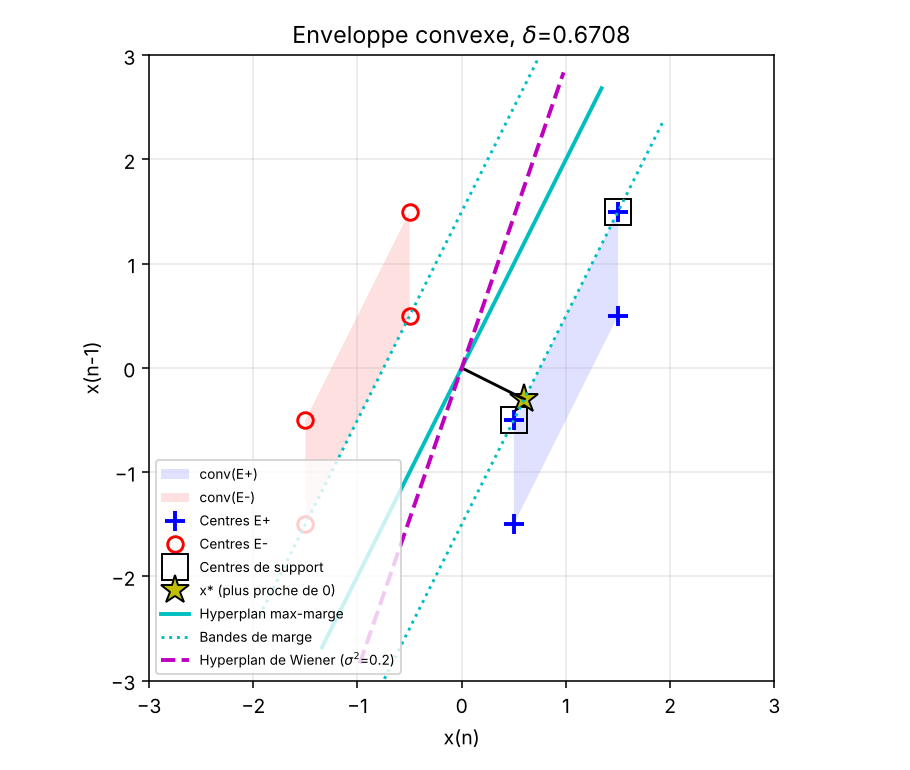 Enveloppe convexe, δ=0.6708
3
2
1
0
−1
−2
−3
x(n-1)
conv(E+)
conv(E-)
Centres E+
Centres E-
Centres de support
x* (plus proche de 0)
Hyperplan max-marge
Bandes de marge
Hyperplan de Wiener (σ²=0.2)
−3 −2 −1 0 1 2 3
x(n)